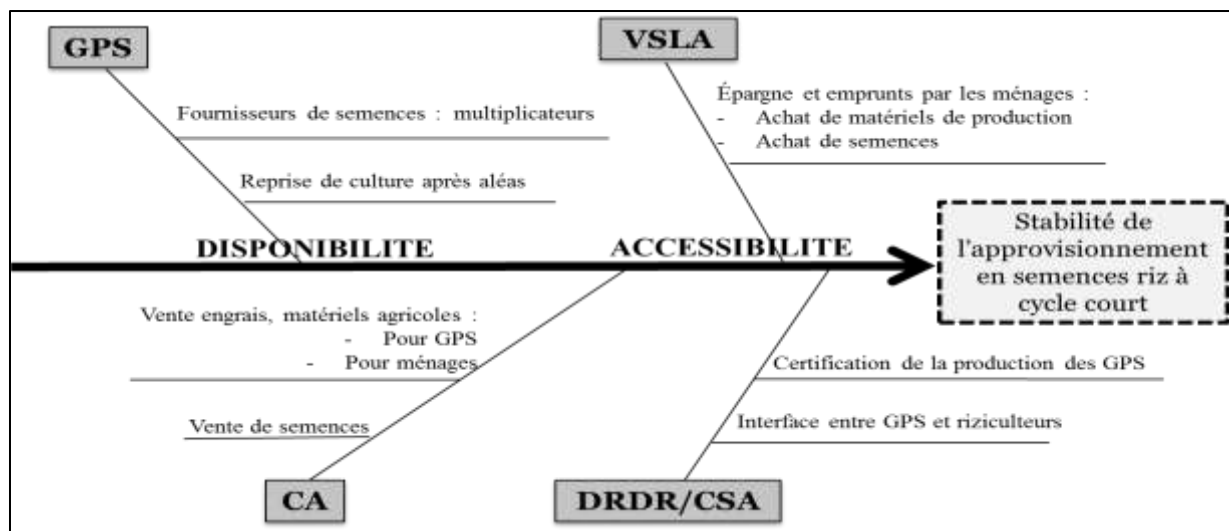 GPS
VSLA
Fournisseurs de semences : multiplicateurs
Reprise de culture après aléas
Épargne et emprunts par les ménages :
- Achat de matériels de production
- Achat de semences
DISPONIBILITE
ACCESSIBILITE
Stabilité de
l'approvisionnement
en semences riz à
cycle court
Vente engrais, matériels agricoles :
- Pour GPS
- Pour ménages
Vente de semences
Certification de la production des GPS
Interface entre GPS et riziculteurs
CA
DRDR/CSA